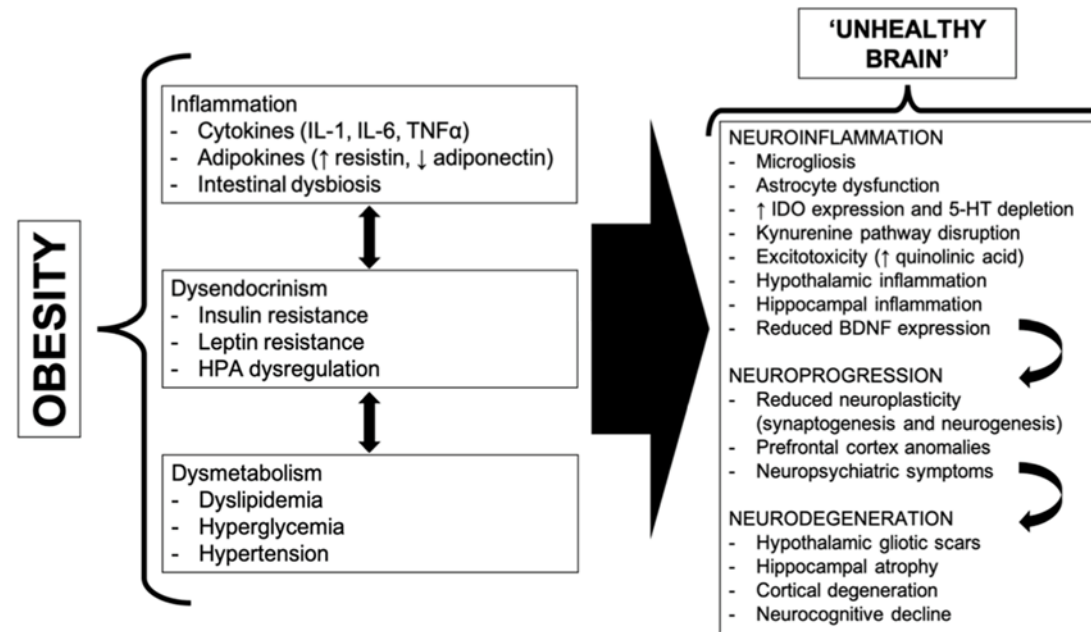 OBESITY
Inflammation
- Cytokines (IL-1, IL-6, TNFα)
- Adipokines (↑ resistin, ↓ adiponectin)
- Intestinal dysbiosis
Dysendocrinism
- Insulin resistance
- Leptin resistance
- HPA dysregulation
Dysmetabolism
- Dyslipidemia
- Hyperglycemia
- Hypertension
‘UNHEALTHY
BRAIN’
NEUROINFLAMMATION
- Microgliosis
- Astrocyte dysfunction
- ↑ IDO expression and 5-HT depletion
- Kynurenine pathway disruption
- Excitotoxicity (↑ quinolinic acid)
- Hypothalamic inflammation
- Hippocampal inflammation
- Reduced BDNF expression
NEUROPROGRESSION
- Reduced neuroplasticity
(synaptogenesis and neurogenesis)
- Prefrontal cortex anomalies
- Neuropsychiatric symptoms
NEURODEGENERATION
- Hypothalamic gliotic scars
- Hippocampal atrophy
- Cortical degeneration
- Neurocognitive decline